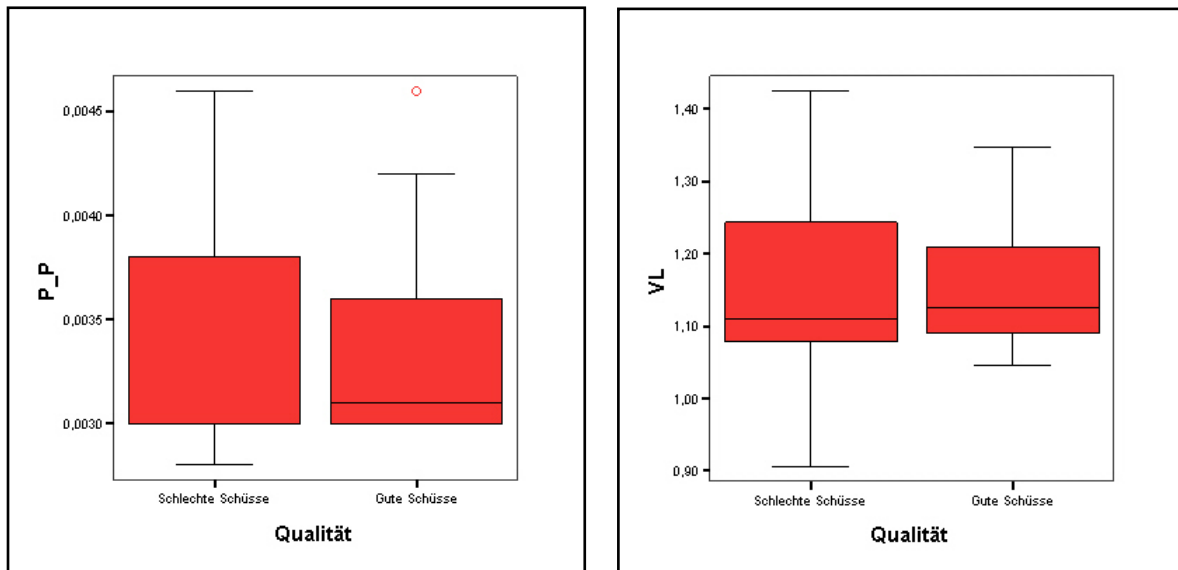 0,0045
0,0040
0,0035
0,0030
P_P
Schlechte Schüsse Gute Schüsse
Qualität
1,40
1,30
1,20
1,10
1,00
0,90
VL
Schlechte Schüsse Gute Schüsse
Qualität